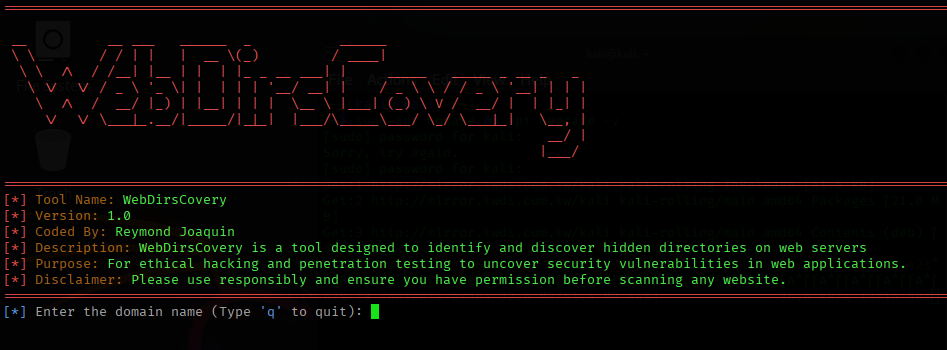 WebDirsCovery
[*] Tool Name: WebDirsCovery
[*] Version: 1.0
[*] Coded By: Reymond Joaquin
[*] Description: WebDirsCovery is a tool designed to identify and discover hidden directories on web servers
[*] Purpose: For ethical hacking and penetration testing to uncover security vulnerabilities in web applications.
[*] Disclaimer: Please use responsibly and ensure you have permission before scanning any website.
[*] Enter the domain name (Type 'q' to quit):